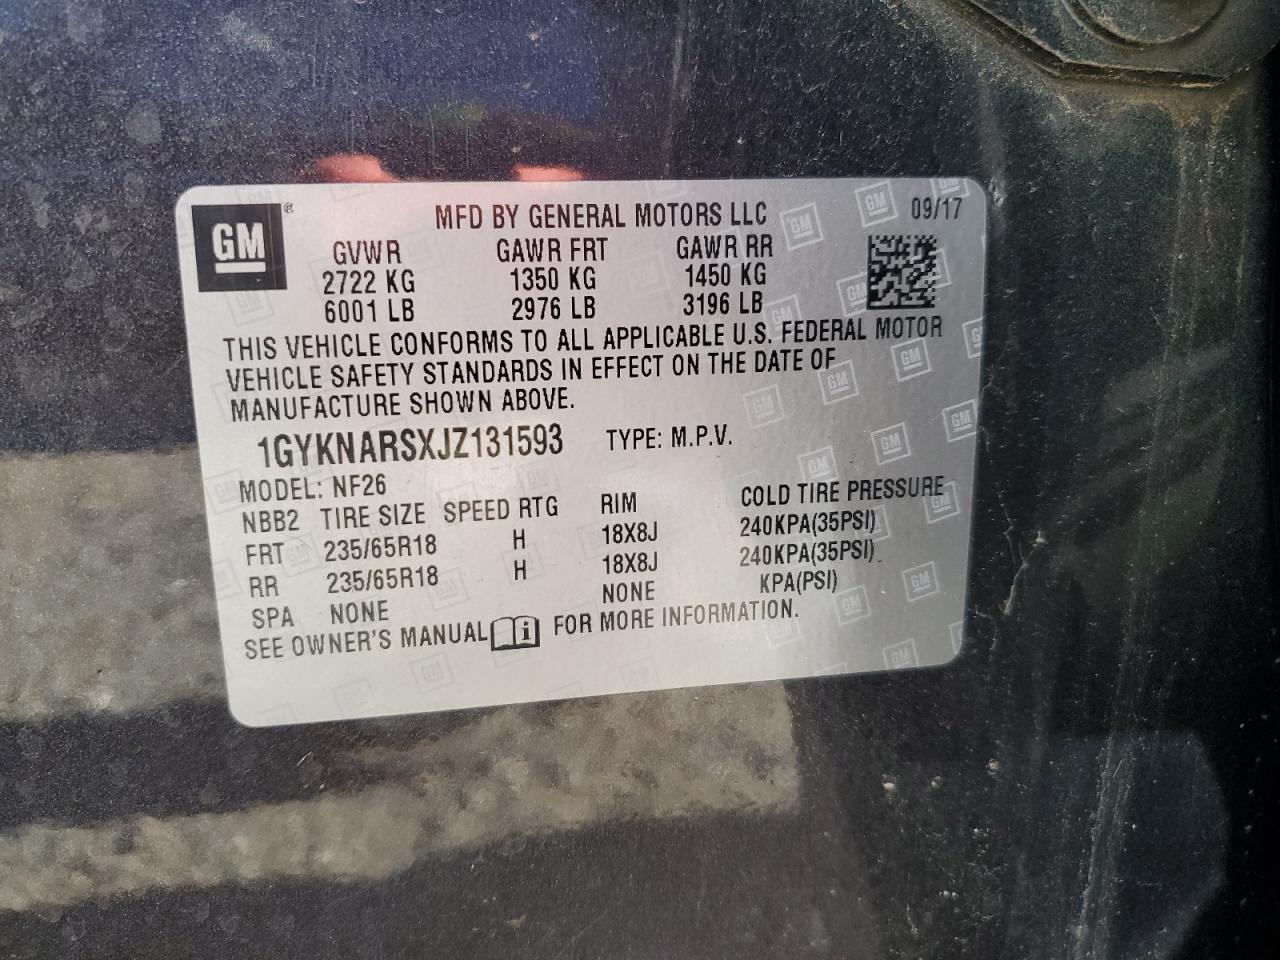 GM ® MFD BY GENERAL MOTORS LLC 09/17
GVWR GAWR FRT GAWR RR
2722 KG 1350 KG 1450 KG
6001 LB 2976 LB 3196 LB
THIS VEHICLE CONFORMS TO ALL APPLICABLE U.S. FEDERAL MOTOR
VEHICLE SAFETY STANDARDS IN EFFECT ON THE DATE OF
MANUFACTURE SHOWN ABOVE.
1GYKNARSXJZ131593 TYPE: M.P.V.
MODEL: NF26
NBB2 TIRE SIZE SPEED RTG RIM COLD TIRE PRESSURE
FRT 235/65R18 H 18X8J 240KPA(35PSI)
RR 235/65R18 H 18X8J 240KPA(35PSI)
SPA NONE NONE KPA(PSI)
SEE OWNER'S MANUAL i FOR MORE INFORMATION.